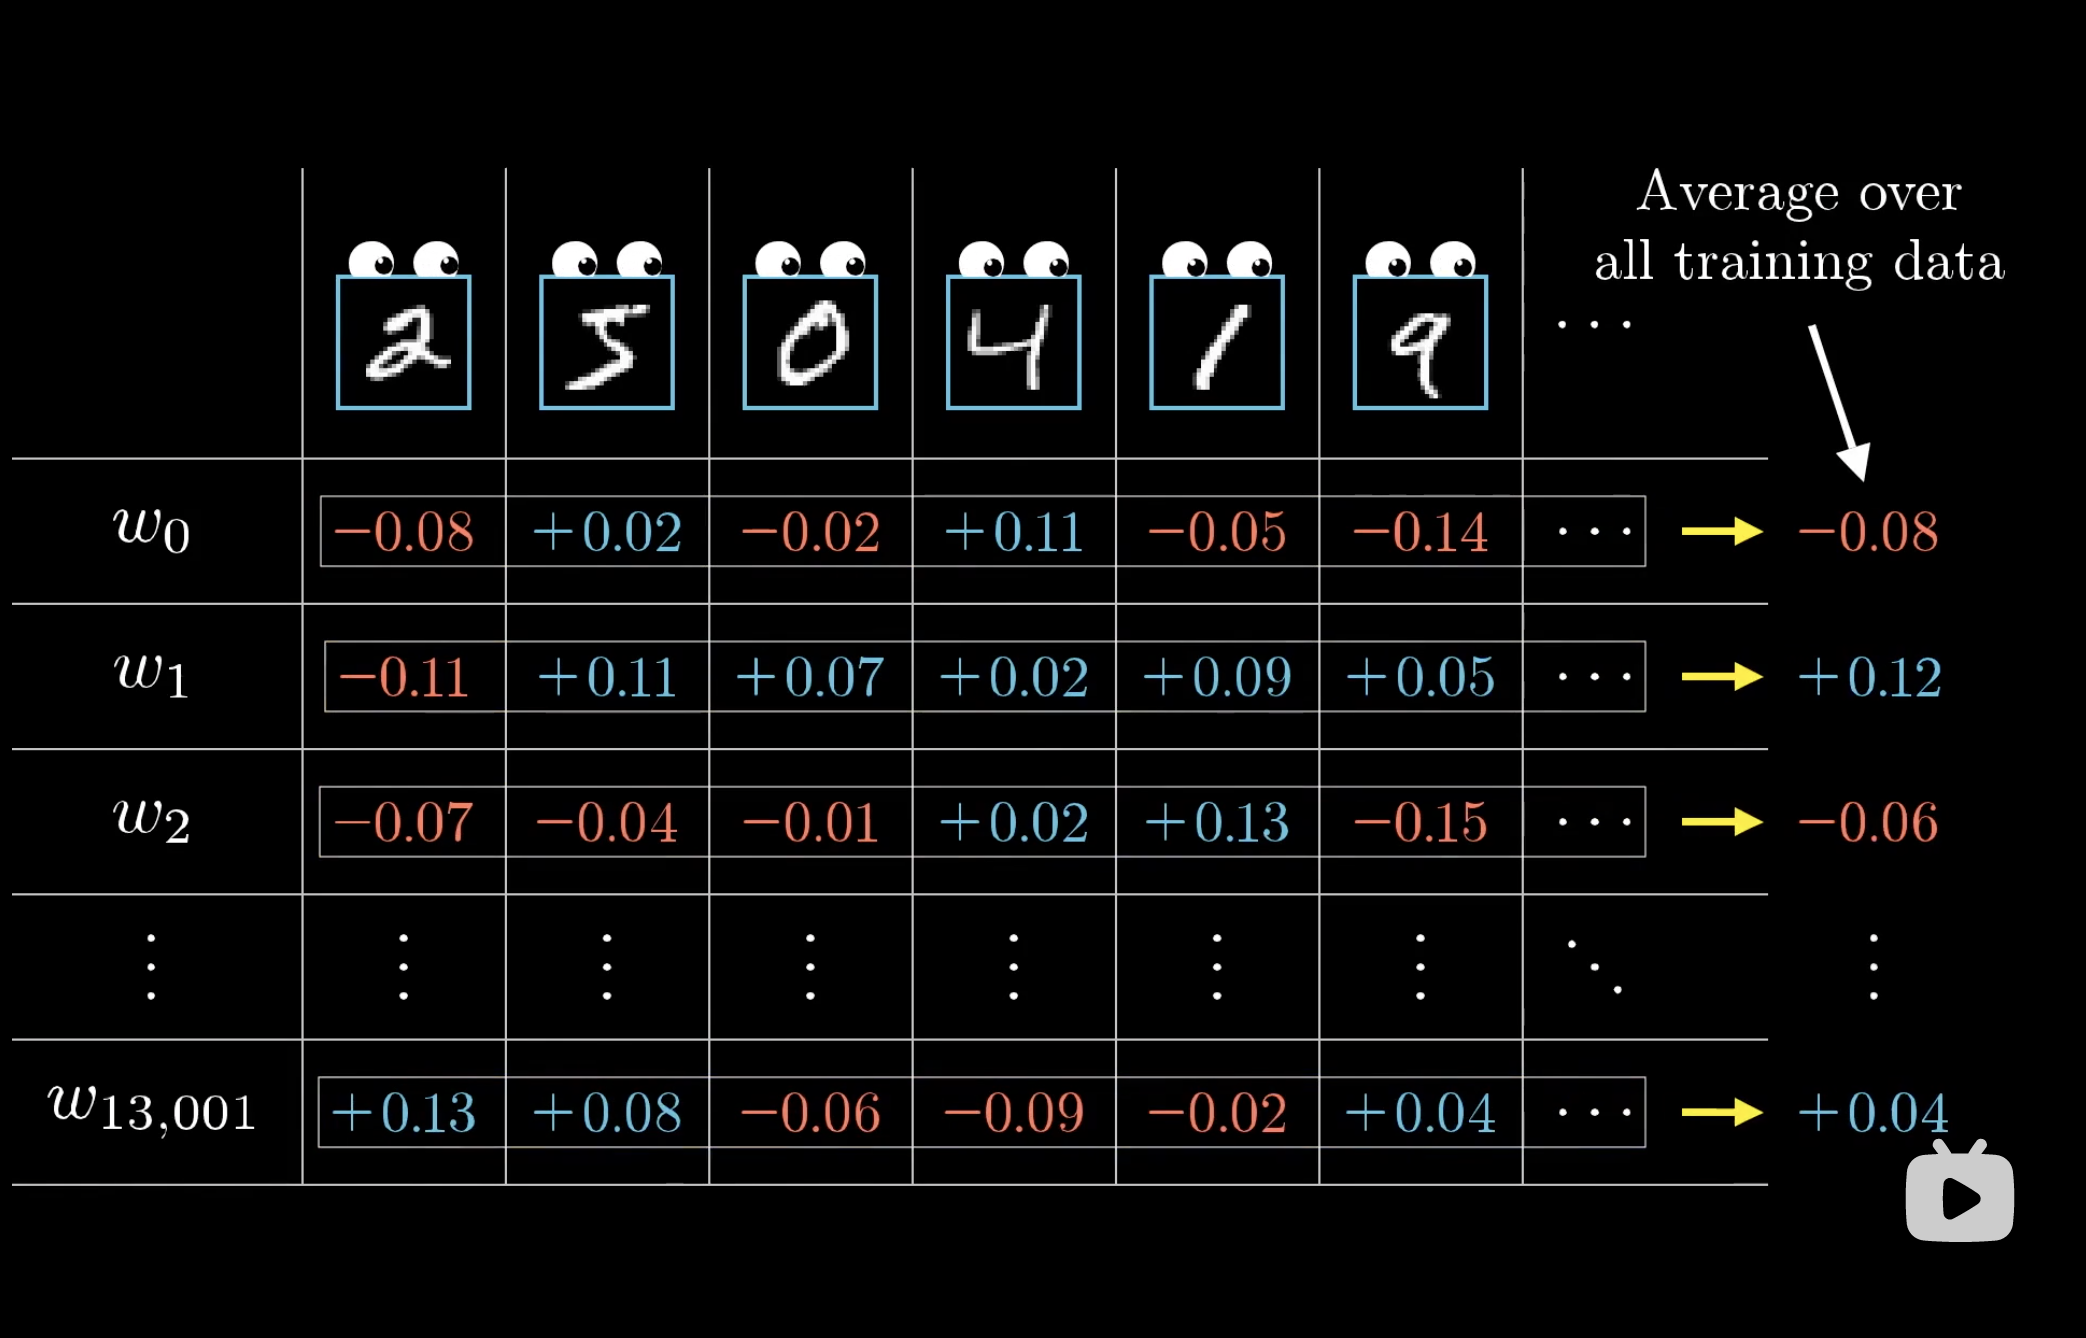 Average over
all training data
2 5 0 4 1 9 ···
w₀ −0.08 +0.02 −0.02 +0.11 −0.05 −0.14 ··· → −0.08
w₁ −0.11 +0.11 +0.07 +0.02 +0.09 +0.05 ··· → +0.12
w₂ −0.07 −0.04 −0.01 +0.02 +0.13 −0.15 ··· → −0.06
⋮ ⋮ ⋮ ⋮ ⋮ ⋮ ⋮ ⋱ ⋮
w₁₃,₀₀₁ +0.13 +0.08 −0.06 −0.09 −0.02 +0.04 ··· → +0.04